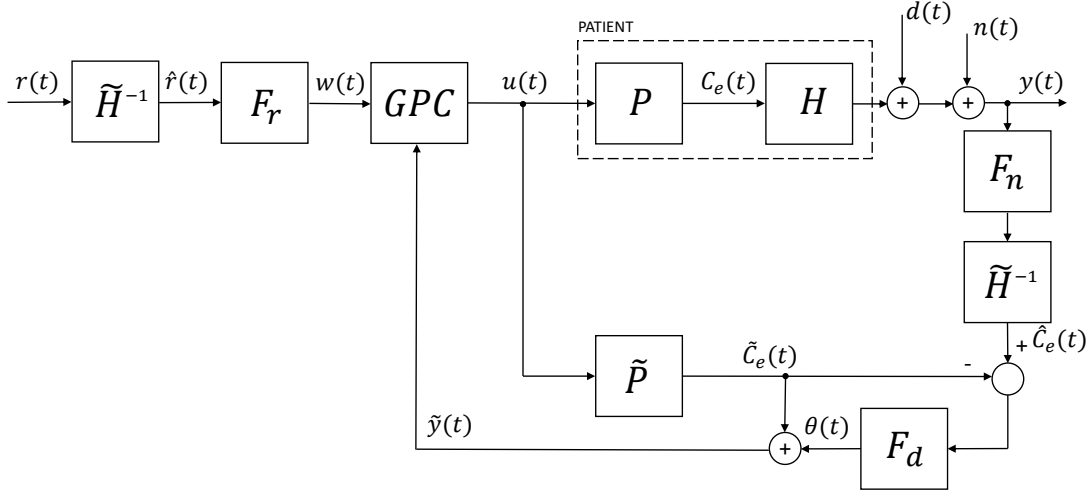 PATIENT
d(t)
n(t)
r(t)
H̃⁻¹
r̂(t)
F_r
w(t)
GPC
u(t)
P
C_e(t)
H
+
+
y(t)
F_n
H̃⁻¹
+
Ĉ_e(t)
P̃
C̃_e(t)
-
ỹ(t)
+
θ(t)
F_d